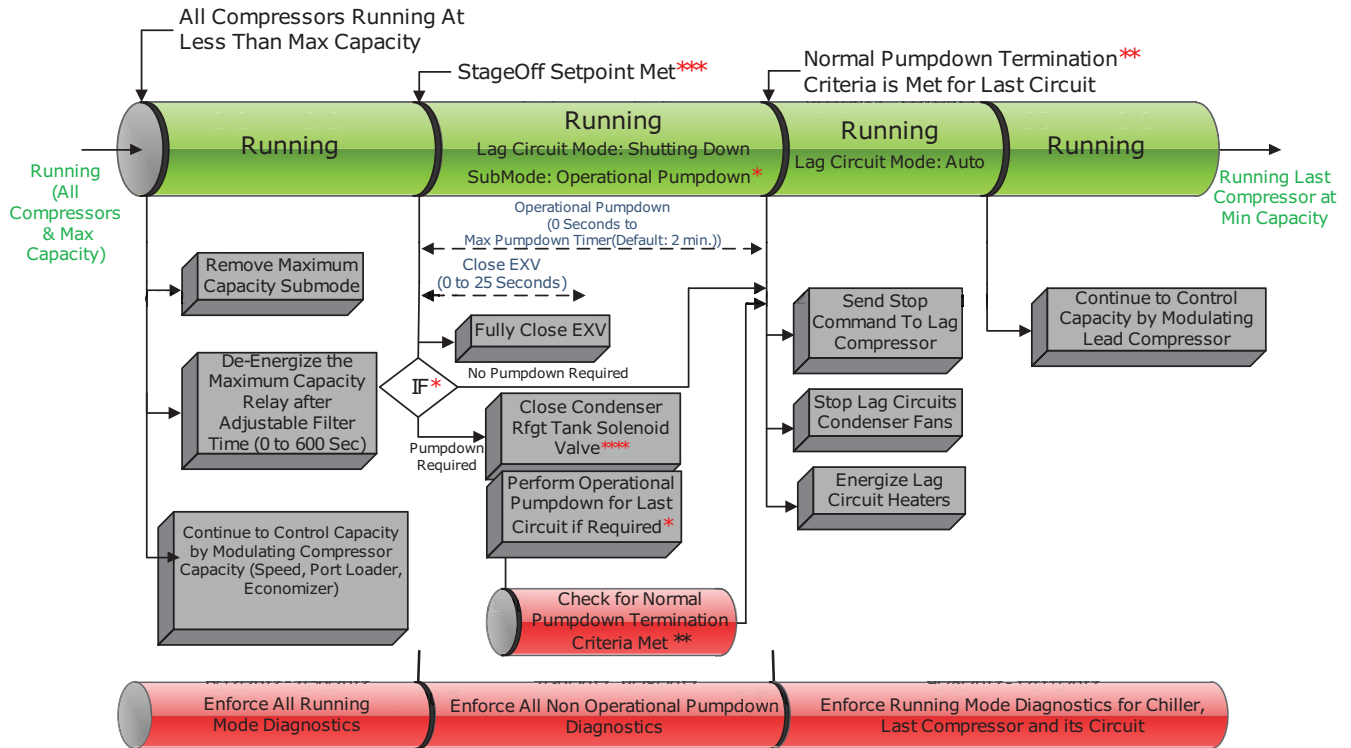 All Compressors Running At
Less Than Max Capacity
StageOff Setpoint Met***
Normal Pumpdown Termination**
Criteria is Met for Last Circuit
Running
(All
Compressors
& Max
Capacity)
Running
Running
Lag Circuit Mode: Shutting Down
SubMode: Operational Pumpdown*
Running
Lag Circuit Mode: Auto
Running
Running Last
Compressor at
Min Capacity
Operational Pumpdown
(0 Seconds to
Max Pumpdown Timer(Default: 2 min.))
Close EXV
(0 to 25 Seconds)
Remove Maximum
Capacity Submode
De-Energize the
Maximum Capacity
Relay after
Adjustable Filter
Time (0 to 600 Sec)
Continue to Control Capacity
by Modulating Compressor
Capacity (Speed, Port Loader,
Economizer)
Fully Close EXV
IF*
No Pumpdown Required
Pumpdown
Required
Close Condenser
Rfgt Tank Solenoid
Valve****
Perform Operational
Pumpdown for Last
Circuit if Required*
Check for Normal
Pumpdown Termination
Criteria Met **
Send Stop
Command To Lag
Compressor
Stop Lag Circuits
Condenser Fans
Energize Lag
Circuit Heaters
Continue to Control
Capacity by Modulating
Lead Compressor
Enforce All Running
Mode Diagnostics
Enforce All Non Operational Pumpdown
Diagnostics
Enforce Running Mode Diagnostics for Chiller,
Last Compressor and its Circuit